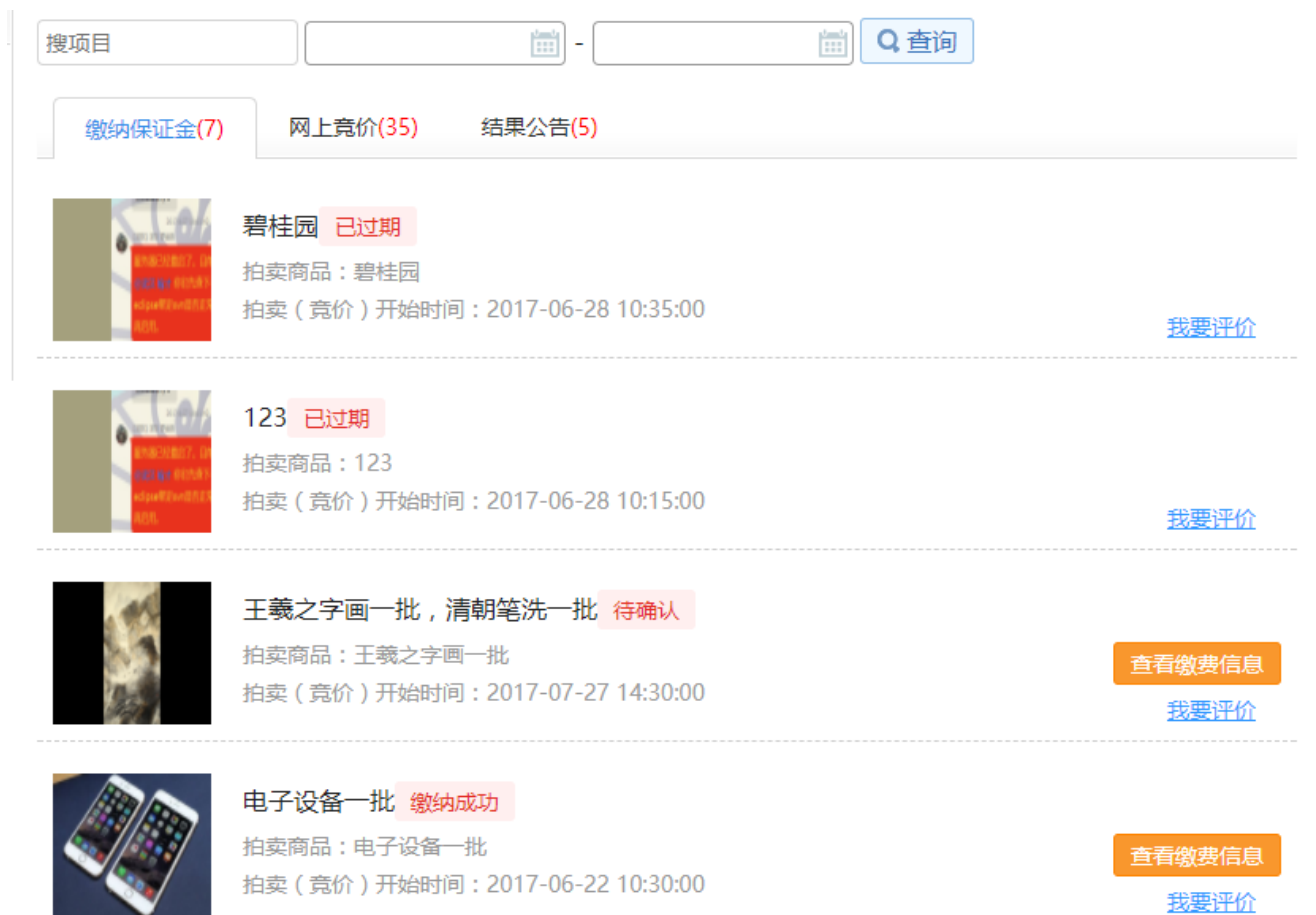 搜项目 - 查询
缴纳保证金(7) 网上竞价(35) 结果公告(5)
碧桂园 已过期
拍卖商品：碧桂园
拍卖（竞价）开始时间：2017-06-28 10:35:00
我要评价
123 已过期
拍卖商品：123
拍卖（竞价）开始时间：2017-06-28 10:15:00
我要评价
王羲之字画一批，清朝笔洗一批 待确认
拍卖商品：王羲之字画一批
查看缴费信息
拍卖（竞价）开始时间：2017-07-27 14:30:00
我要评价
电子设备一批 缴纳成功
拍卖商品：电子设备一批
查看缴费信息
拍卖（竞价）开始时间：2017-06-22 10:30:00
我要评价